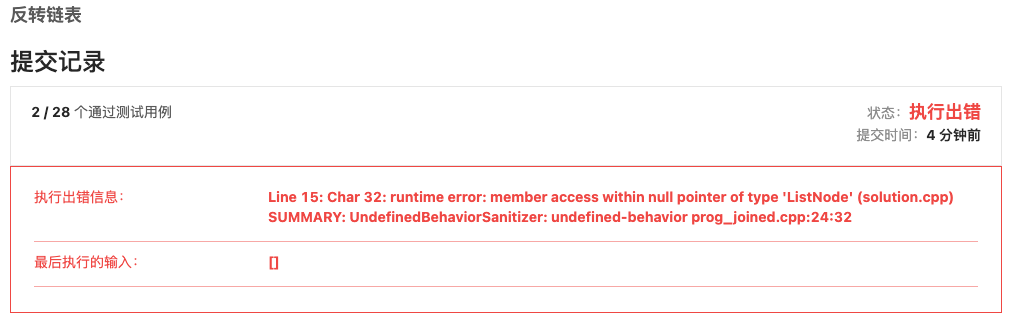 反转链表
提交记录
2 / 28 个通过测试用例
状态：执行出错
提交时间：4 分钟前
执行出错信息：
Line 15: Char 32: runtime error: member access within null pointer of type 'ListNode' (solution.cpp)
SUMMARY: UndefinedBehaviorSanitizer: undefined-behavior prog_joined.cpp:24:32
最后执行的输入：
[]